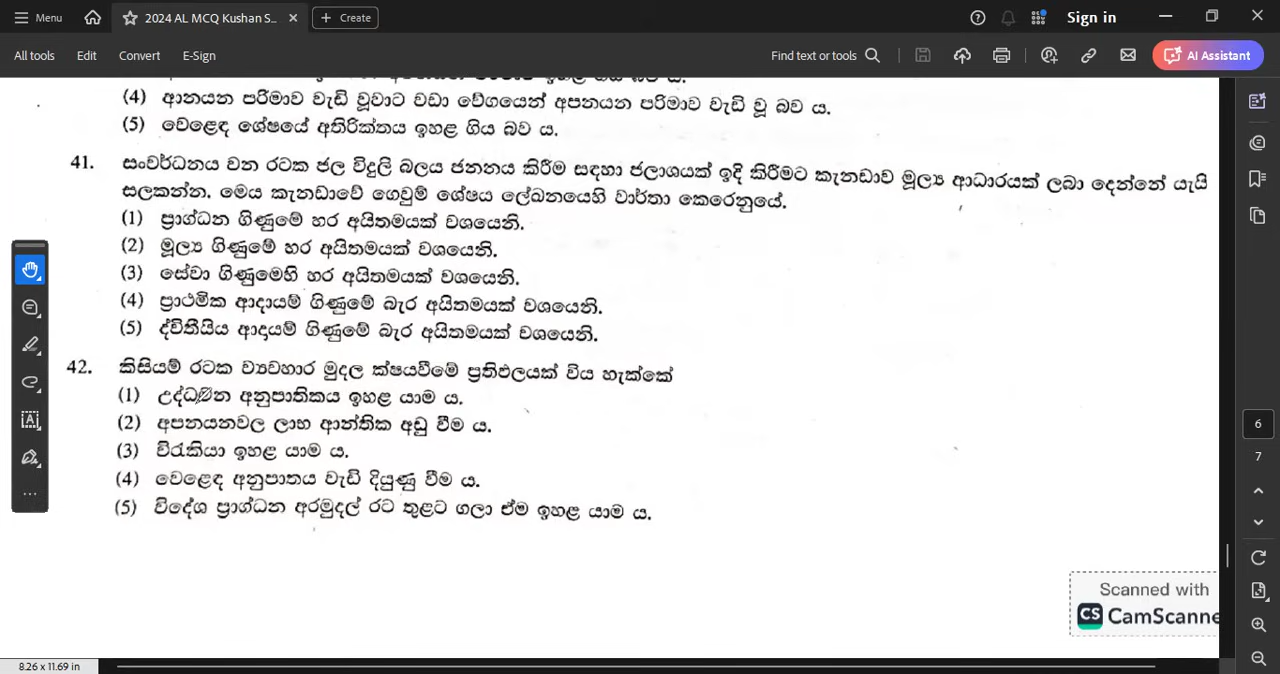 Menu
2024 AL MCQ Kushan S...
Create
Sign in
All tools
Edit
Convert
E-Sign
Find text or tools
AI Assistant
(4) ආනයන පරිමාව වැඩි වූවාට වඩා වේගයෙන් අපනයන පරිමාව වැඩි වූ බව ය.
(5) වෙළෙඳ ශේෂයේ අතිරික්තය ඉහළ ගිය බව ය.
41. සංවර්ධනය වන රටක ජල විදුලි බලය ජනනය කිරීම සඳහා ජලාශයක් ඉදි කිරීමට කැනඩාව මූල්‍ය ආධාරයක් ලබා දෙන්නේ යැයි
සලකන්න. මෙය කැනඩාවේ ගෙවුම් ශේෂය ලේඛනයෙහි වාර්තා කෙරෙනුයේ.
(1) ප්‍රාග්ධන ගිණුමේ හර අයිතමයක් වශයෙනි.
(2) මූල්‍ය ගිණුමේ හර අයිතමයක් වශයෙනි.
(3) සේවා ගිණුමෙහි හර අයිතමයක් වශයෙනි.
(4) ප්‍රාථමික ආදායම් ගිණුමේ බැර අයිතමයක් වශයෙනි.
(5) ද්විතීයිය ආදායම් ගිණුමේ බැර අයිතමයක් වශයෙනි.
42. කිසියම් රටක ව්‍යවහාර මුදල ක්ෂයවීමේ ප්‍රතිඵලයක් විය හැක්කේ
(1) අනුපාතිකය ඉහළ යාම ය.
(2) අපනයනවල ලාභ ආන්තික අඩු වීම ය.
(3) විරැකියා ඉහළ යාම ය.
(4) වෙළෙඳ අනුපාතය වැඩි දියුණු වීම ය.
(5) විදේශ ප්‍රාග්ධන අරමුදල් රට තුළට ගලා ඒම ඉහළ යාම ය.
6
7
Scanned with
CS CamScanne
8.26 x 11.69 in